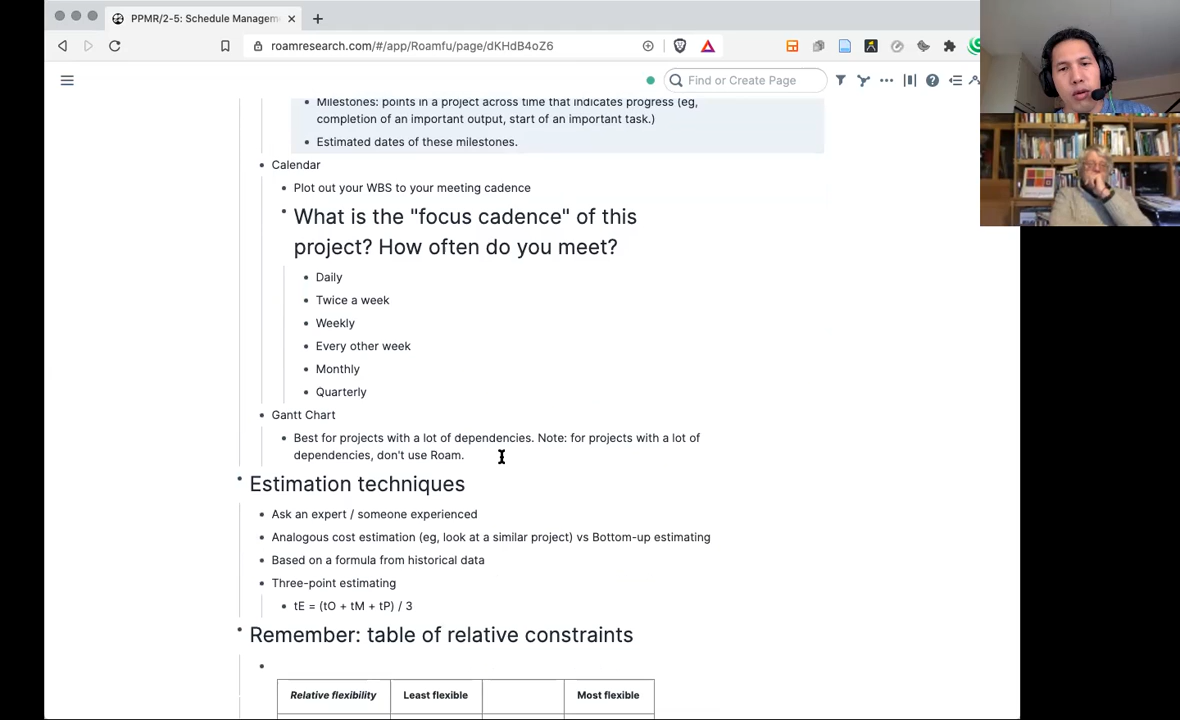 PPMR/2-5: Schedule Managem
roamresearch.com/#/app/Roamfu/page/dKHdB4oZ6
Find or Create Page
Milestones: points in a project across time that indicates progress (eg,
completion of an important output, start of an important task.)
Estimated dates of these milestones.
Calendar
Plot out your WBS to your meeting cadence
What is the "focus cadence" of this
project? How often do you meet?
Daily
Twice a week
Weekly
Every other week
Monthly
Quarterly
Gantt Chart
Best for projects with a lot of dependencies. Note: for projects with a lot of
dependencies, don't use Roam.
Estimation techniques
Ask an expert / someone experienced
Analogous cost estimation (eg, look at a similar project) vs Bottom-up estimating
Based on a formula from historical data
Three-point estimating
tE = (tO + tM + tP) / 3
Remember: table of relative constraints
Relative flexibility Least flexible Most flexible